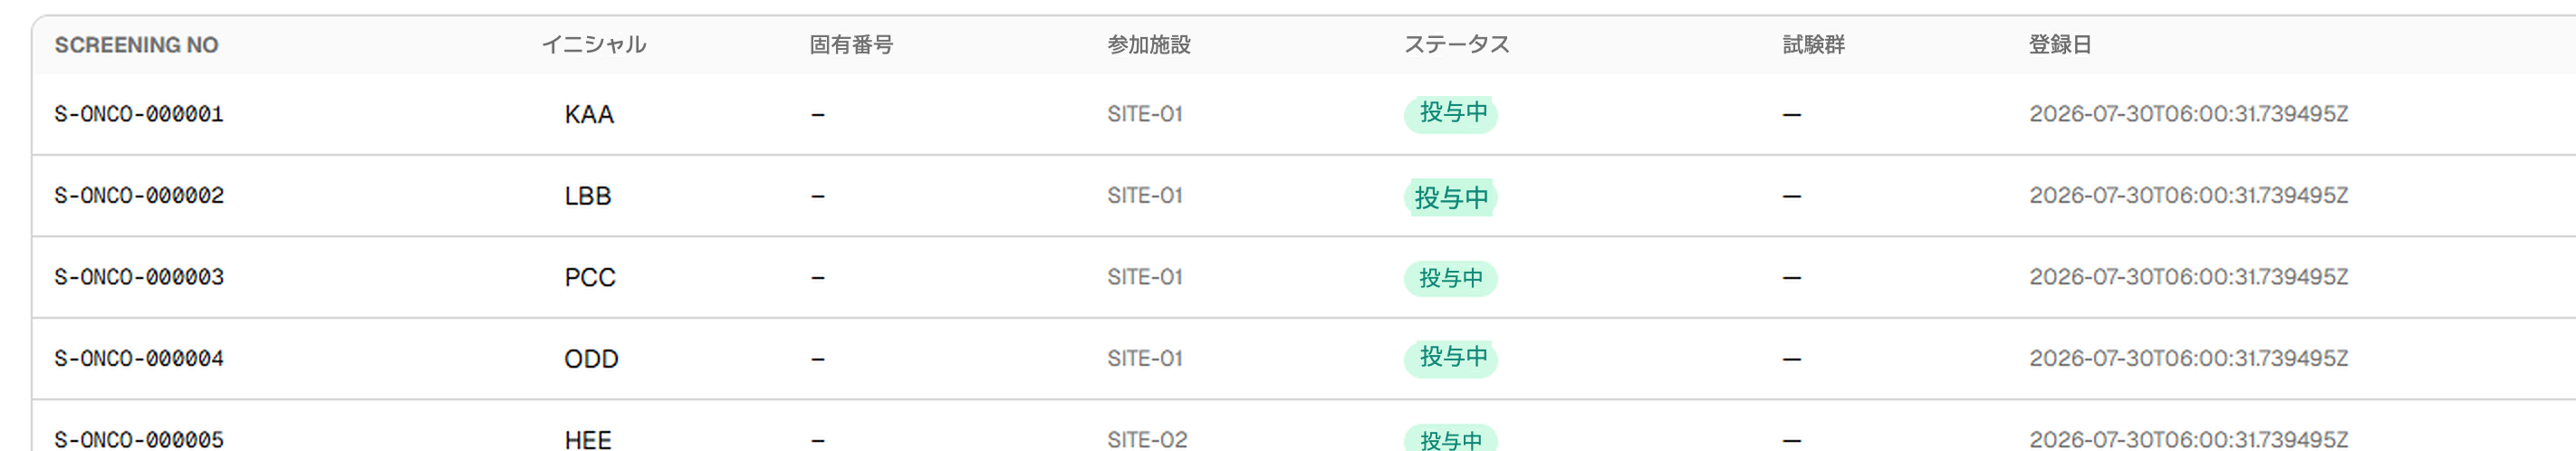 SCREENING NO イニシャル 固有番号 参加施設 ステータス 試験群 登録日
S-ONCO-000001 KAA – SITE-01 投与中 — 2026-07-30T06:00:31.739495Z
S-ONCO-000002 LBB – SITE-01 投与中 — 2026-07-30T06:00:31.739495Z
S-ONCO-000003 PCC – SITE-01 投与中 — 2026-07-30T06:00:31.739495Z
S-ONCO-000004 ODD – SITE-01 投与中 — 2026-07-30T06:00:31.739495Z
S-ONCO-000005 HEE – SITE-02 投与中 — 2026-07-30T06:00:31.739495Z